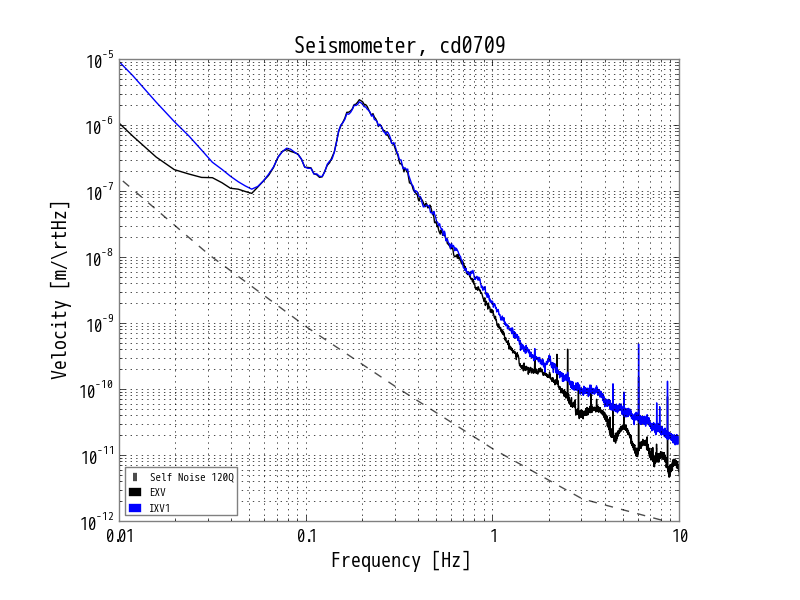 Seismometer, cd0709
Velocity [m/\rtHz]
10^-5
10^-6
10^-7
10^-8
10^-9
10^-10
10^-11
10^-12
Self Noise 120Q
EXV
IXV1
0.01
0.1
1
10
Frequency [Hz]